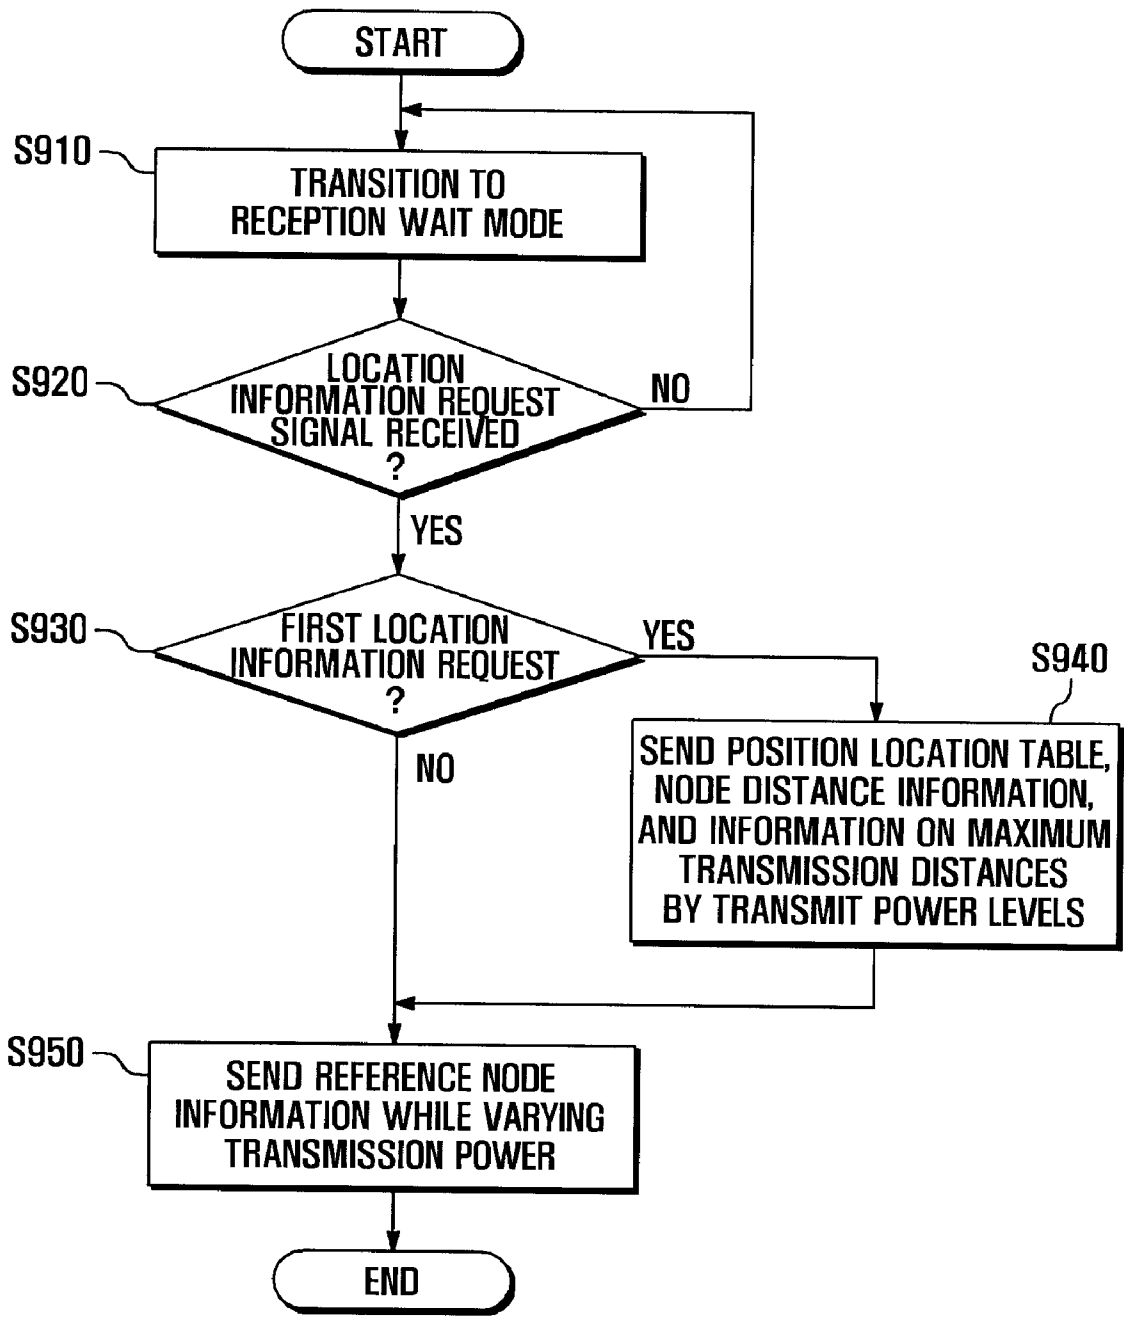 START
S910
TRANSITION TO
RECEPTION WAIT MODE
S920
LOCATION
INFORMATION REQUEST
SIGNAL RECEIVED
?
NO
YES
S930
FIRST LOCATION
INFORMATION REQUEST
?
YES
NO
S940
SEND POSITION LOCATION TABLE,
NODE DISTANCE INFORMATION,
AND INFORMATION ON MAXIMUM
TRANSMISSION DISTANCES
BY TRANSMIT POWER LEVELS
S950
SEND REFERENCE NODE
INFORMATION WHILE VARYING
TRANSMISSION POWER
END